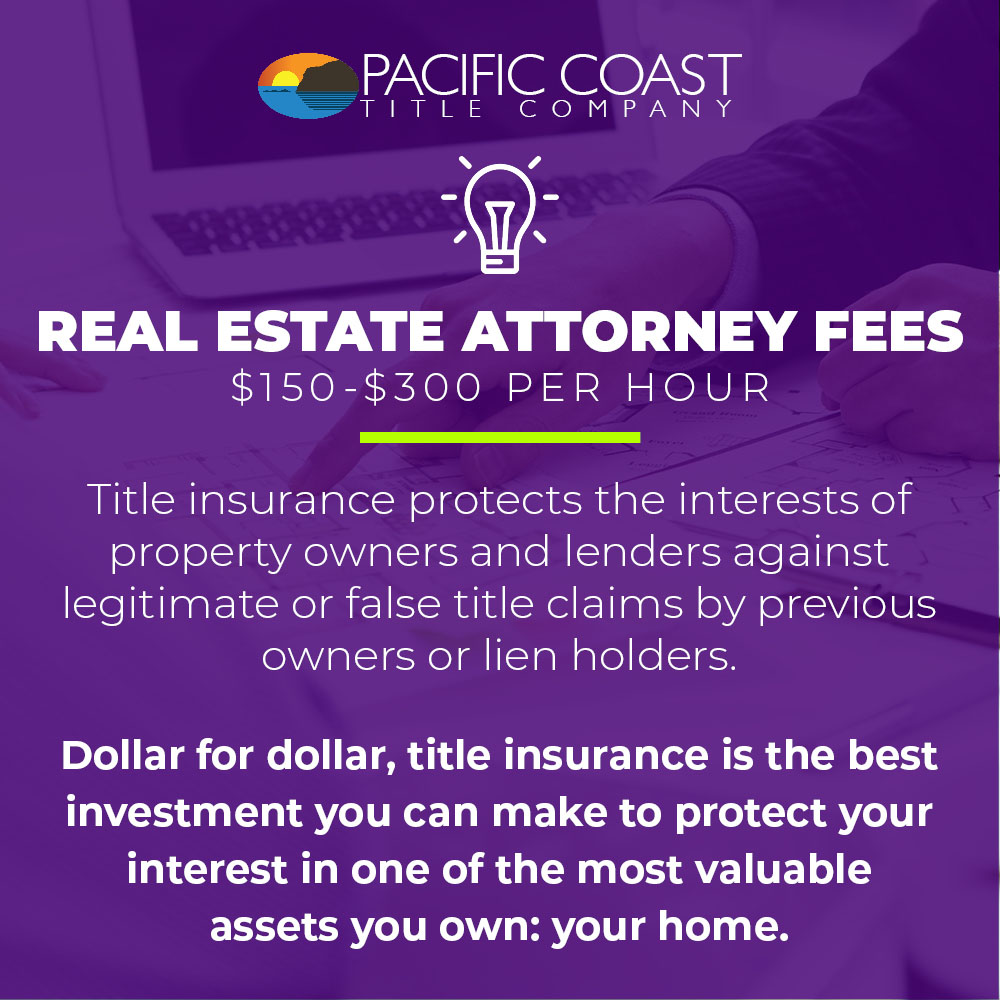 PACIFIC COAST
TITLE COMPANY
REAL ESTATE ATTORNEY FEES
$150-$300 PER HOUR
Title insurance protects the interests of
property owners and lenders against
legitimate or false title claims by previous
owners or lien holders.
Dollar for dollar, title insurance is the best
investment you can make to protect your
interest in one of the most valuable
assets you own: your home.